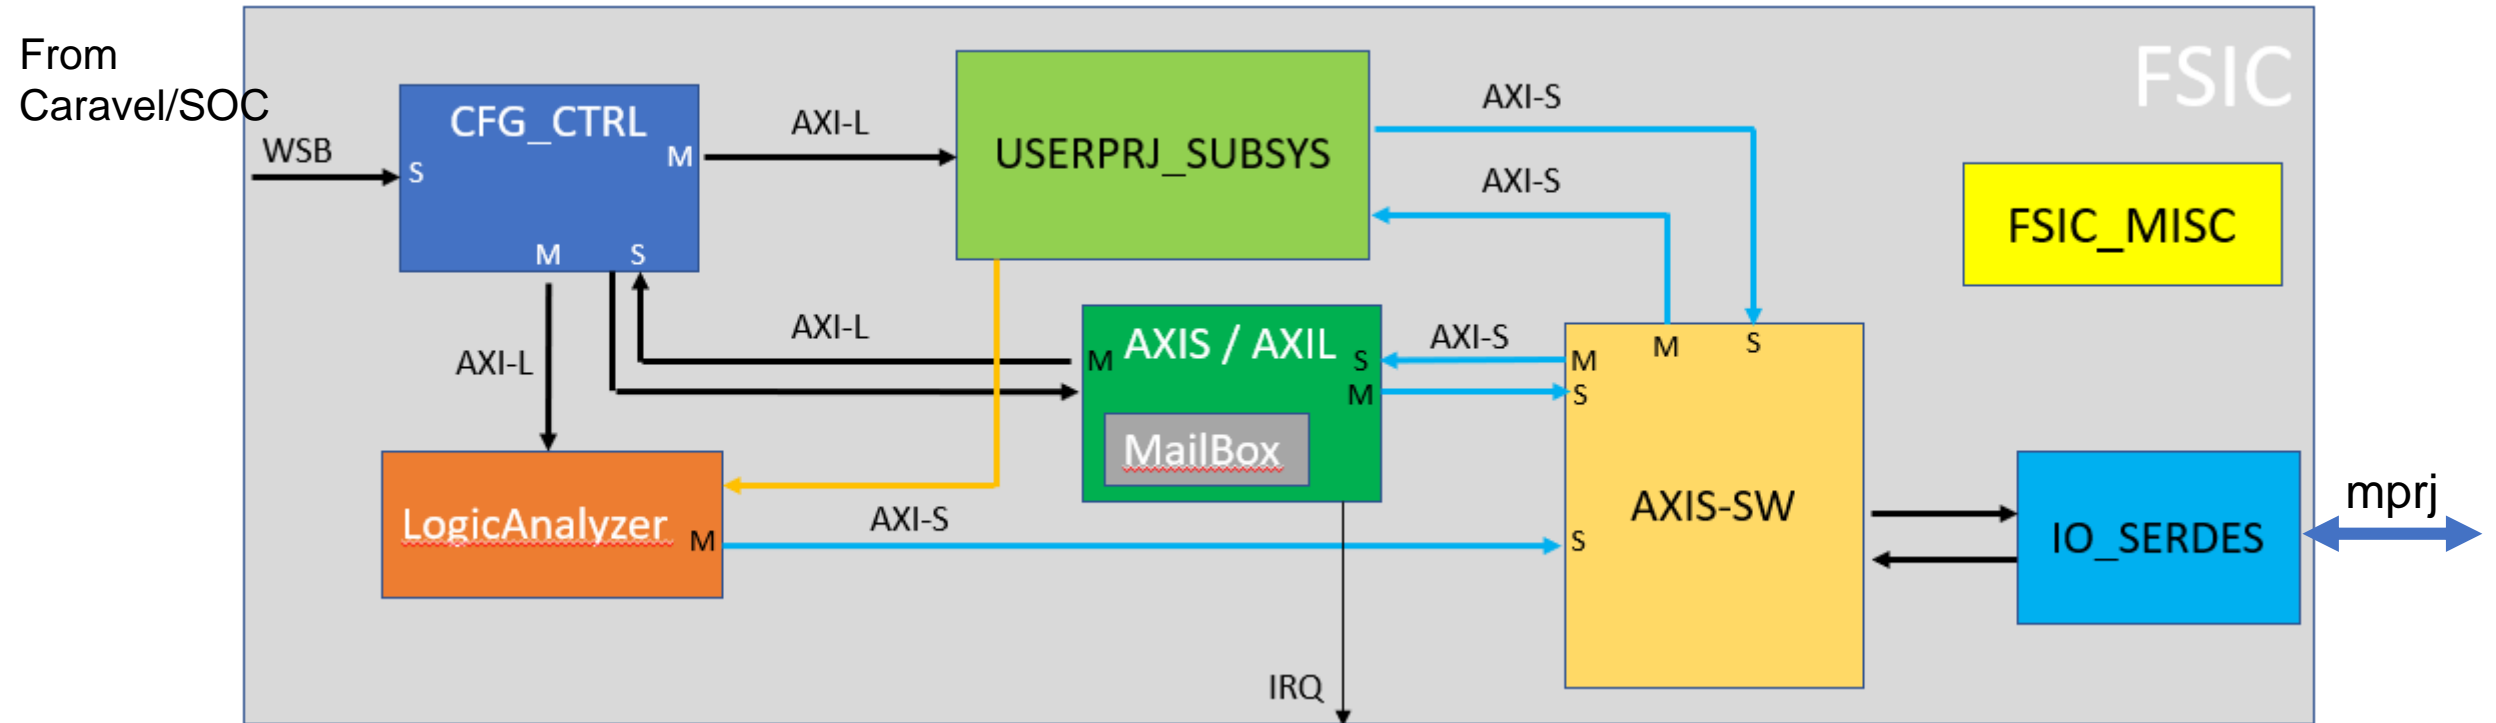 From
Caravel/SOC
FSIC
WSB
S
CFG_CTRL
M
M
S
AXI-L
USERPRJ_SUBSYS
AXI-S
AXI-S
FSIC_MISC
AXI-L
AXI-L
M
AXIS / AXIL
S
M
MailBox
AXI-S
M
S
M
S
S
AXIS-SW
LogicAnalyzer
M
AXI-S
IO_SERDES
mprj
IRQ